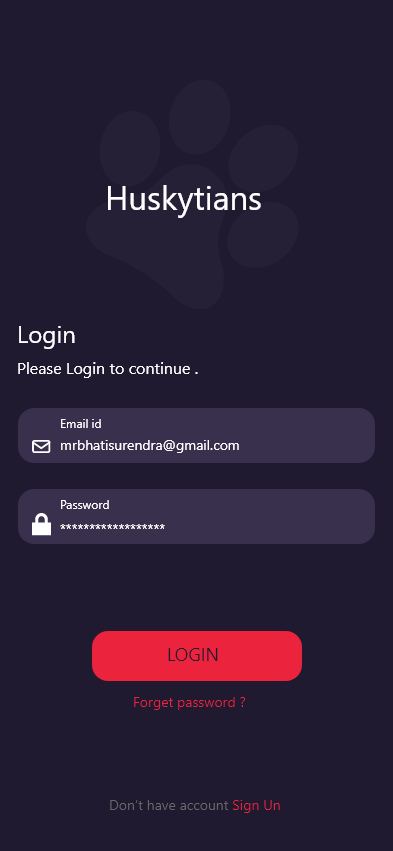 Huskytians
Login
Please Login to continue .
Email id
mrbhatisurendra@gmail.com
Password
******************
LOGIN
Forget password ?
Don't have account Sign Un